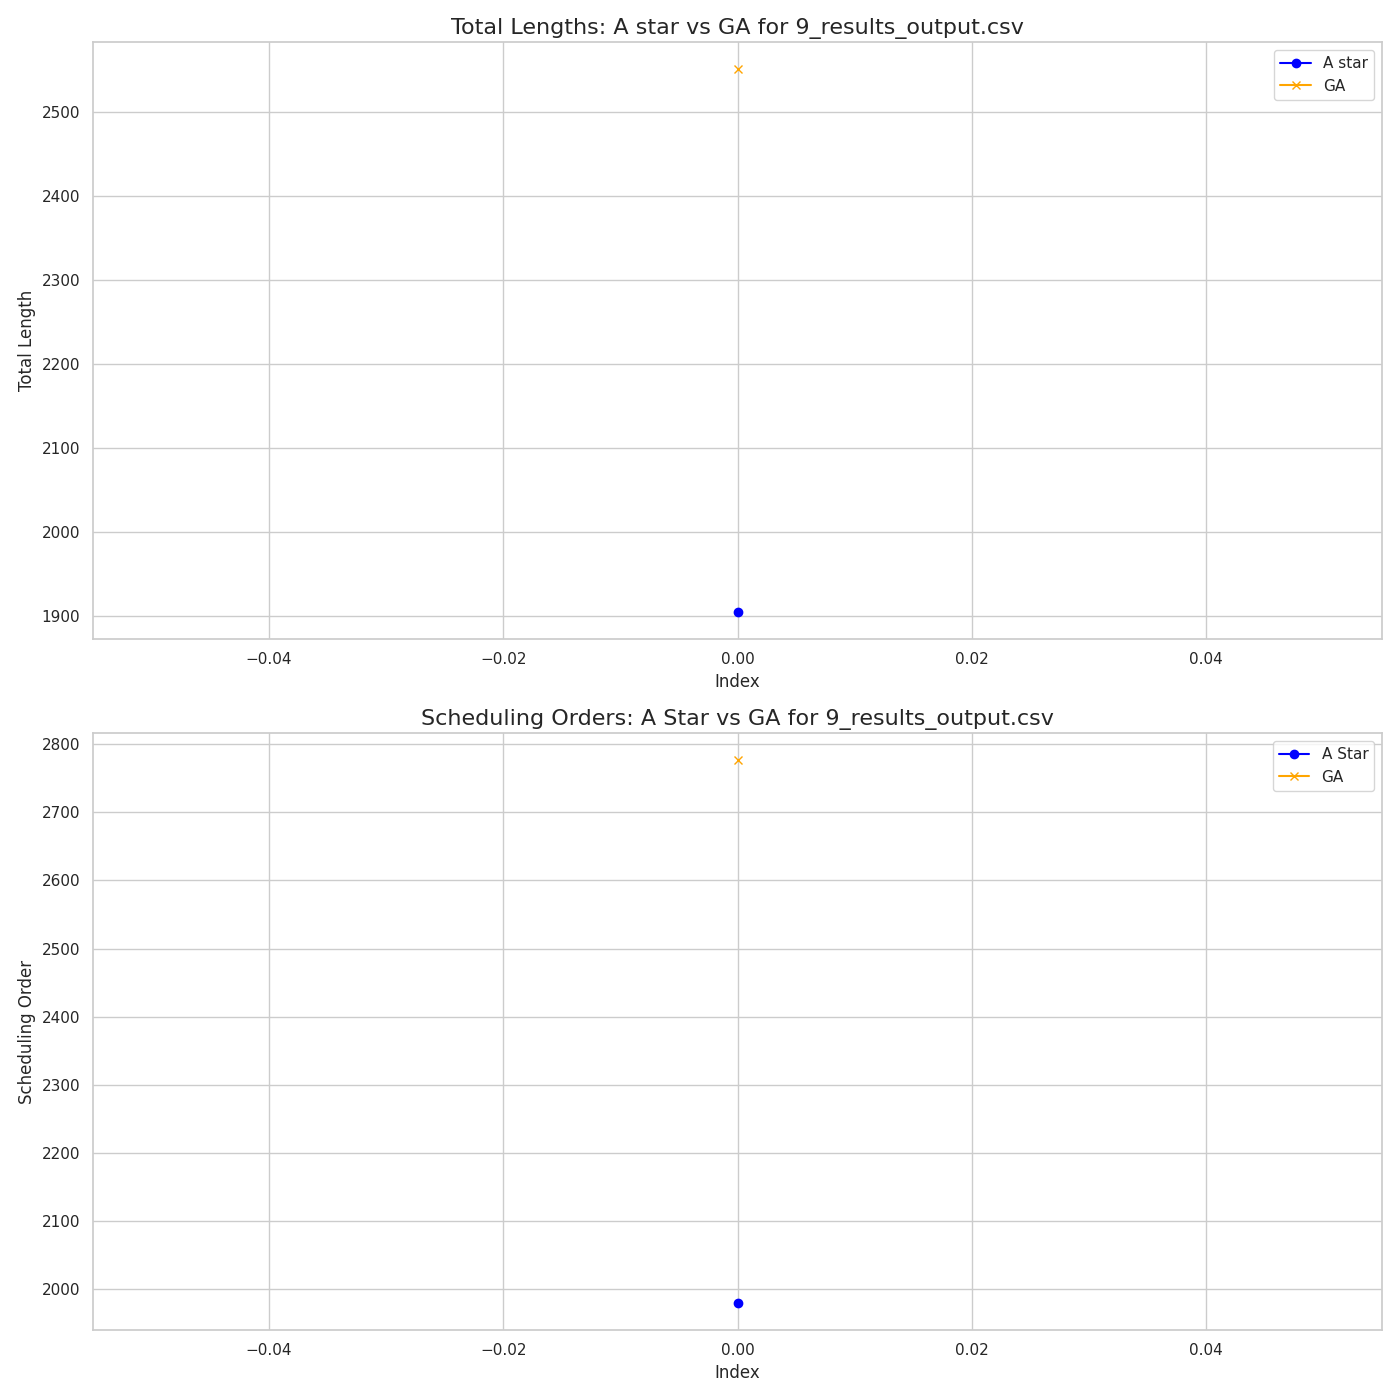 Total Lengths: A star vs GA for 9_results_output.csv
A star
GA
2500
2400
2300
2200
2100
2000
1900
Total Length
−0.04 −0.02 0.00 0.02 0.04
Index
Scheduling Orders: A Star vs GA for 9_results_output.csv
A Star
GA
2800
2700
2600
2500
2400
2300
2200
2100
2000
Scheduling Order
−0.04 −0.02 0.00 0.02 0.04
Index